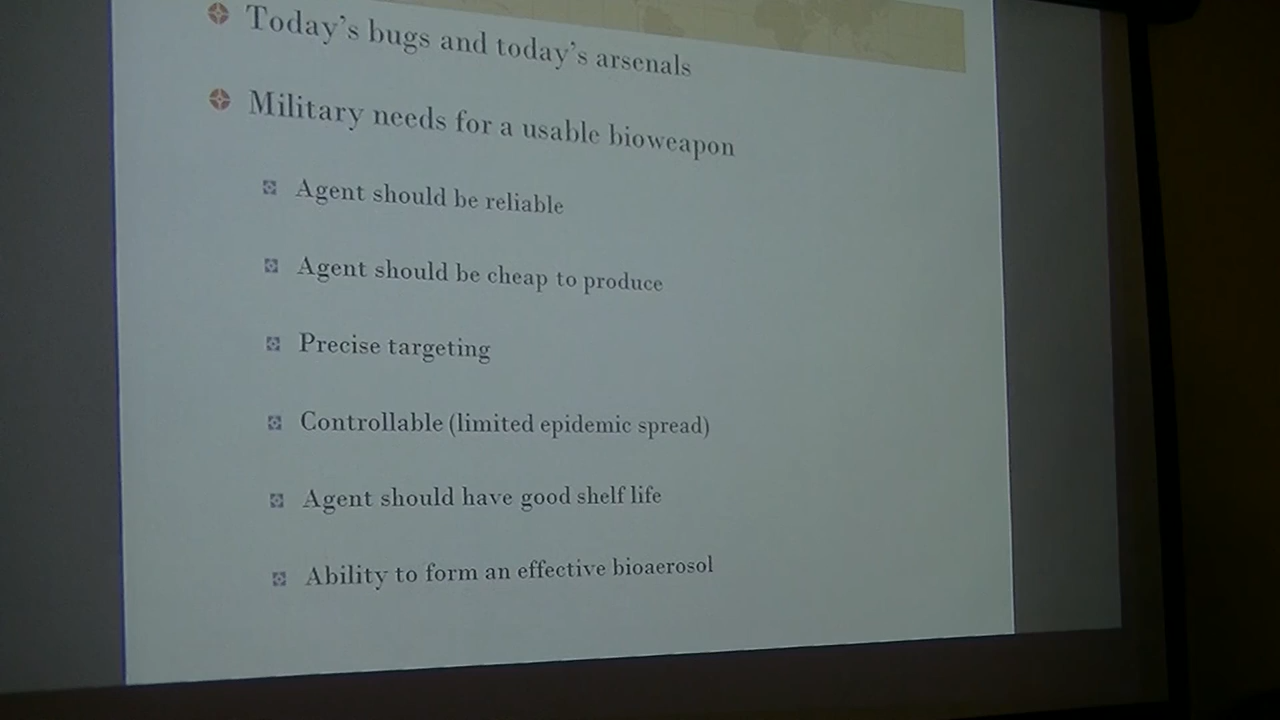 Today's bugs and today's arsenals
Military needs for a usable bioweapon
Agent should be reliable
Agent should be cheap to produce
Precise targeting
Controllable (limited epidemic spread)
Agent should have good shelf life
Ability to form an effective bioaerosol